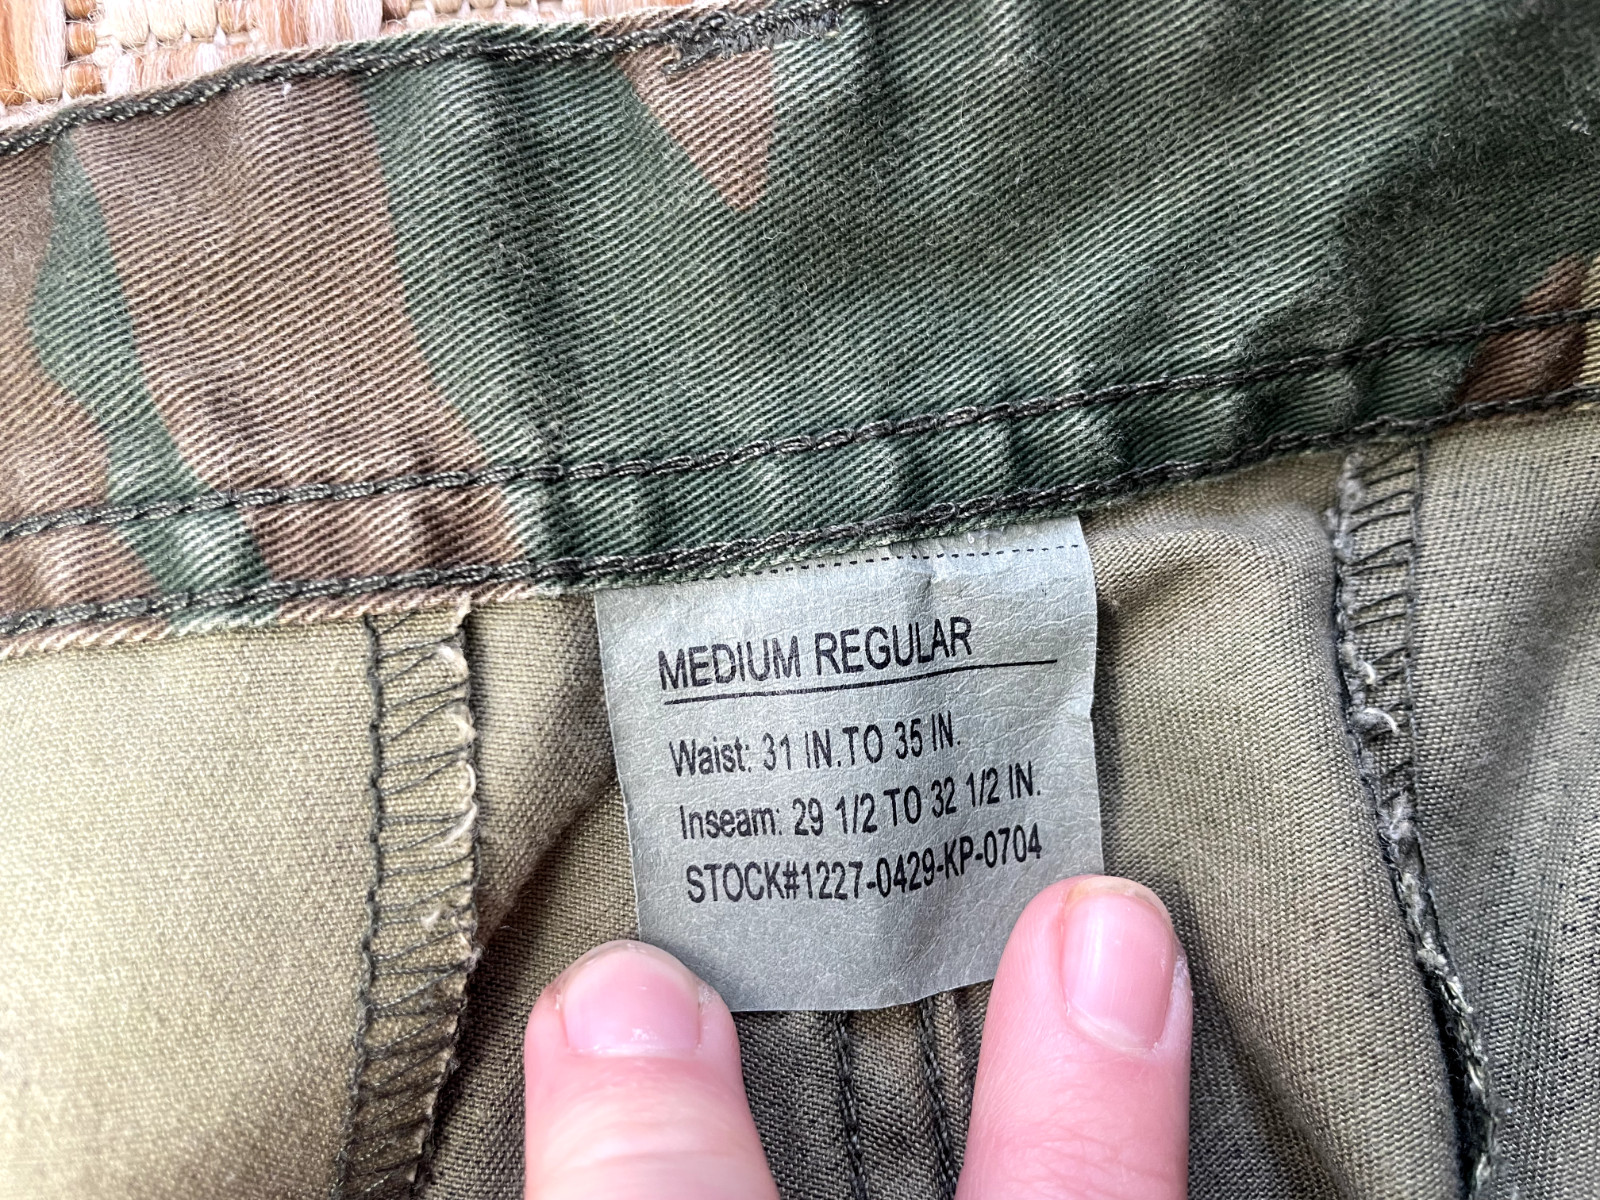 MEDIUM REGULAR
Waist: 31 IN.TO 35 IN.
Inseam: 29 1/2 TO 32 1/2 IN.
STOCK#1227-0429-KP-0704